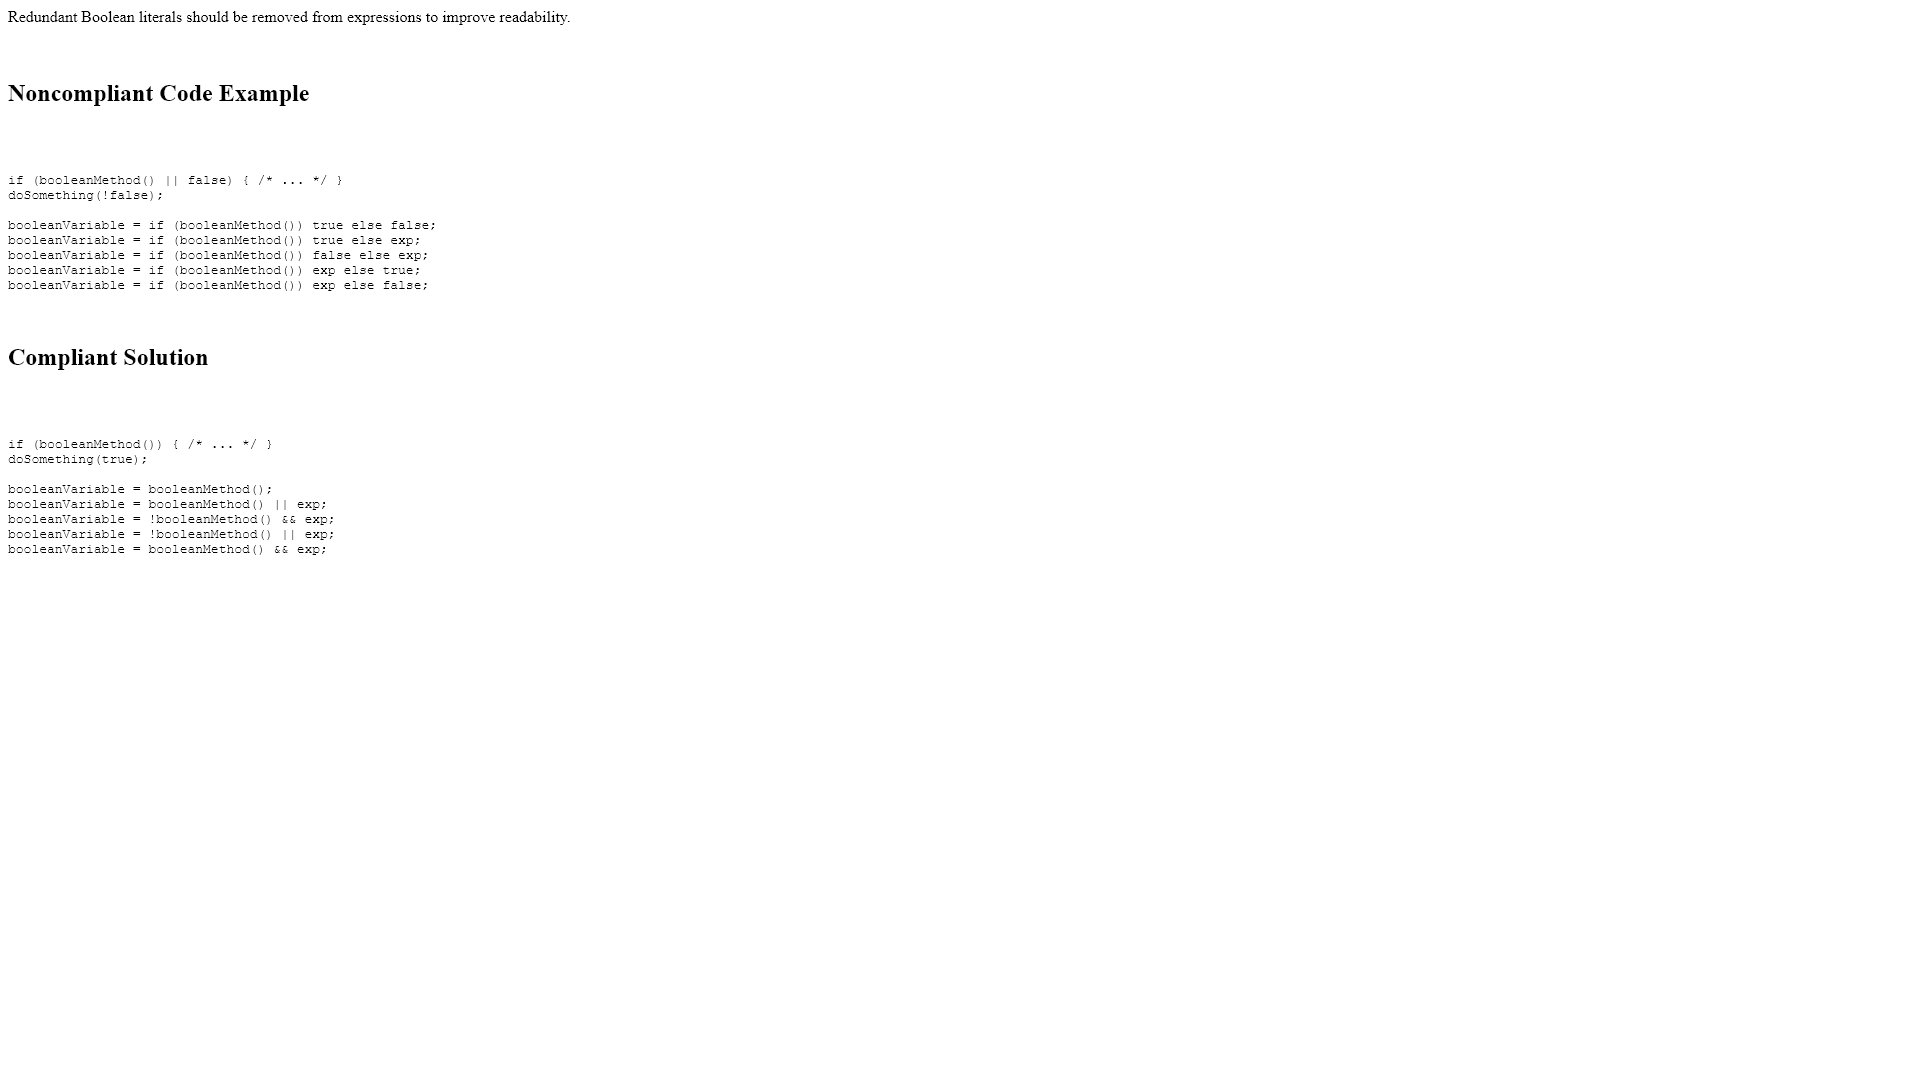 Redundant Boolean literals should be removed from expressions to improve readability.
Noncompliant Code Example
if (booleanMethod() || false) { /* ... */ }
doSomething(!false);
booleanVariable = if (booleanMethod()) true else false;
booleanVariable = if (booleanMethod()) true else exp;
booleanVariable = if (booleanMethod()) false else exp;
booleanVariable = if (booleanMethod()) exp else true;
booleanVariable = if (booleanMethod()) exp else false;
Compliant Solution
if (booleanMethod()) { /* ... */ }
doSomething(true);
booleanVariable = booleanMethod();
booleanVariable = booleanMethod() || exp;
booleanVariable = !booleanMethod() && exp;
booleanVariable = !booleanMethod() || exp;
booleanVariable = booleanMethod() && exp;